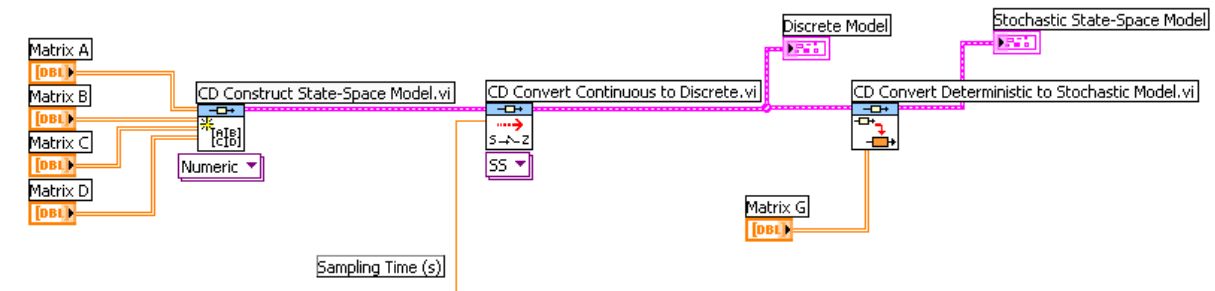 Discrete Model
Stochastic State-Space Model
Matrix A
[DBL]
Matrix B
[DBL]
Matrix C
[DBL]
Matrix D
[DBL]
CD Construct State-Space Model.vi
[A|B]
[C|D]
Numeric
CD Convert Continuous to Discrete.vi
S Z
SS
CD Convert Deterministic to Stochastic Model.vi
Matrix G
[DBL]
Sampling Time (s)